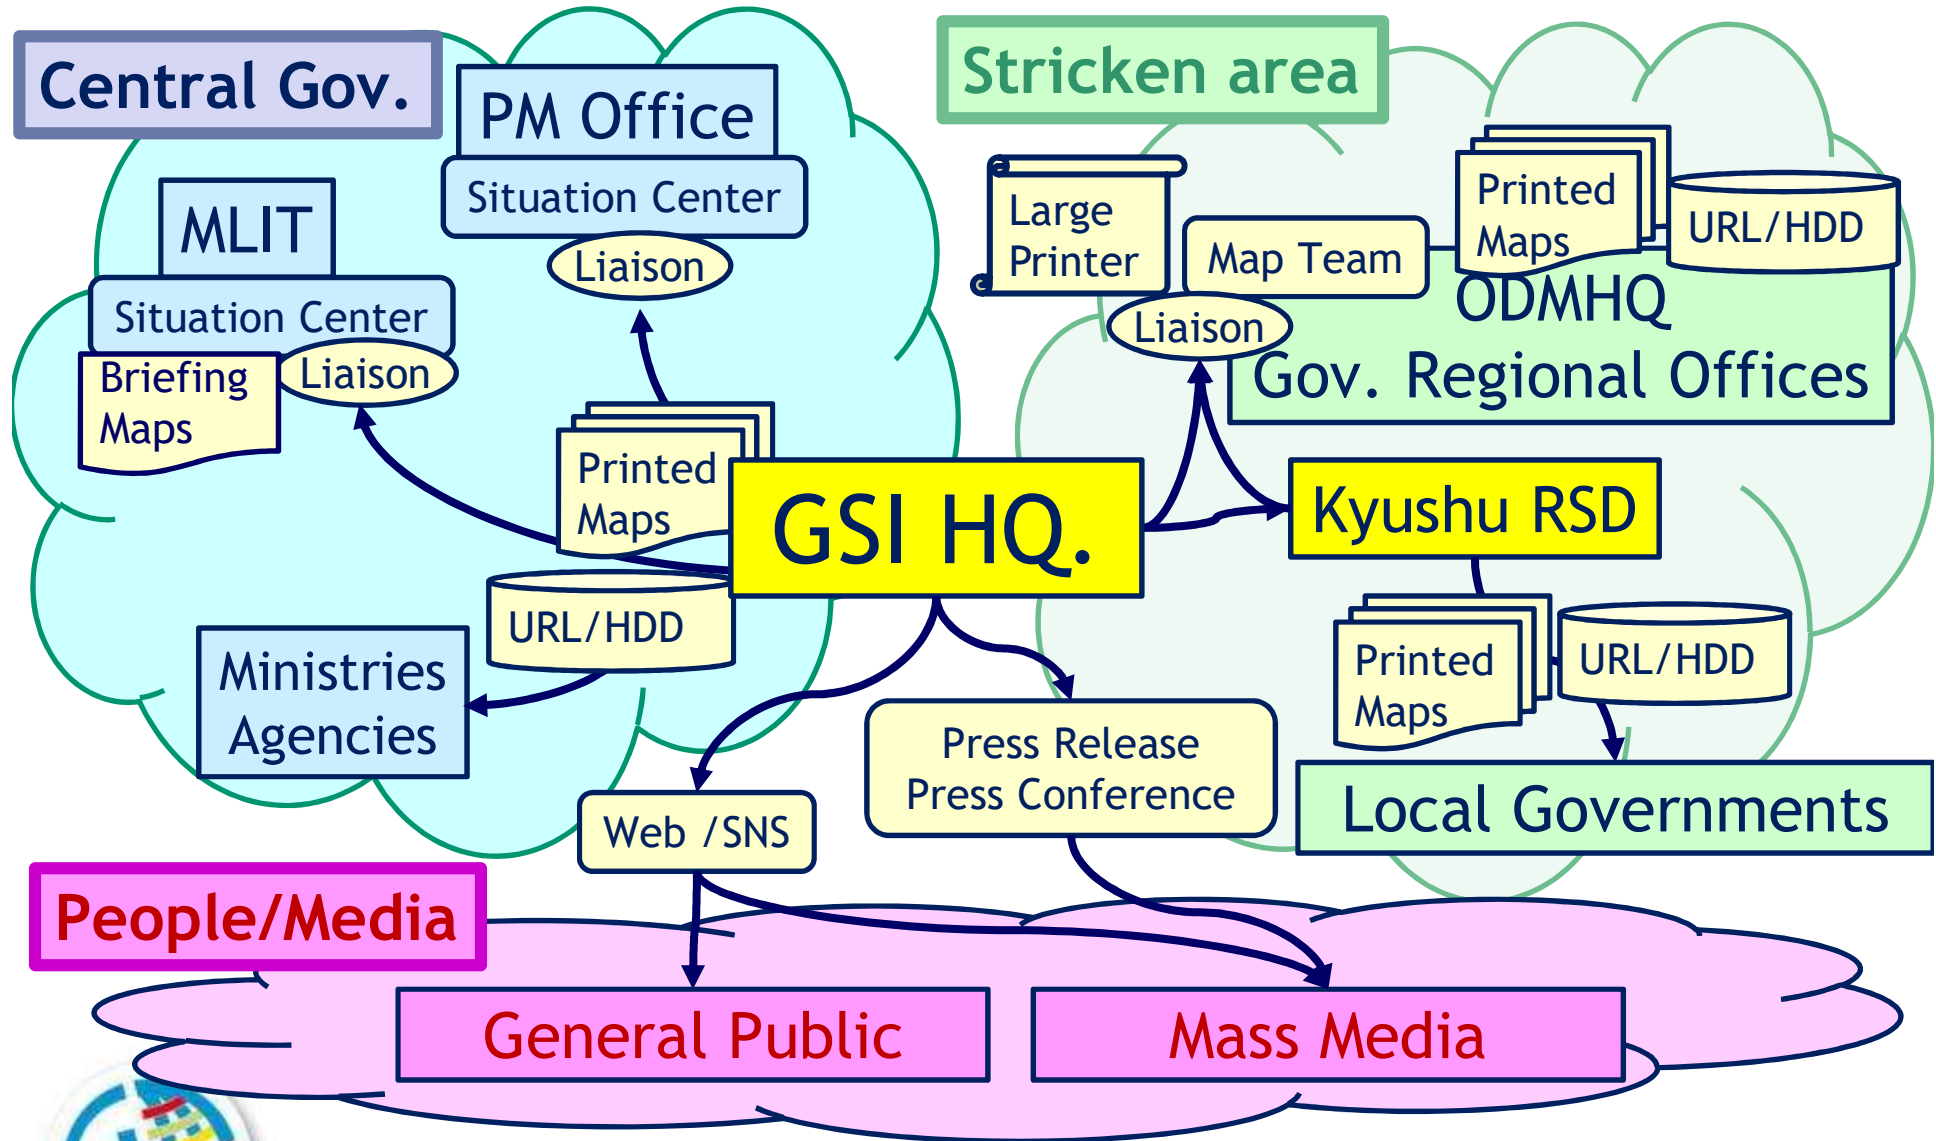 Central Gov.
PM Office
Situation Center
Liaison
MLIT
Situation Center
Liaison
Briefing
Maps
Printed
Maps
URL/HDD
Ministries
Agencies
GSI HQ.
Stricken area
Large
Printer
Map Team
Liaison
Printed
Maps
URL/HDD
ODMHQ
Gov. Regional Offices
Kyushu RSD
Printed
Maps
URL/HDD
Local Governments
Press Release
Press Conference
Web /SNS
People/Media
General Public
Mass Media